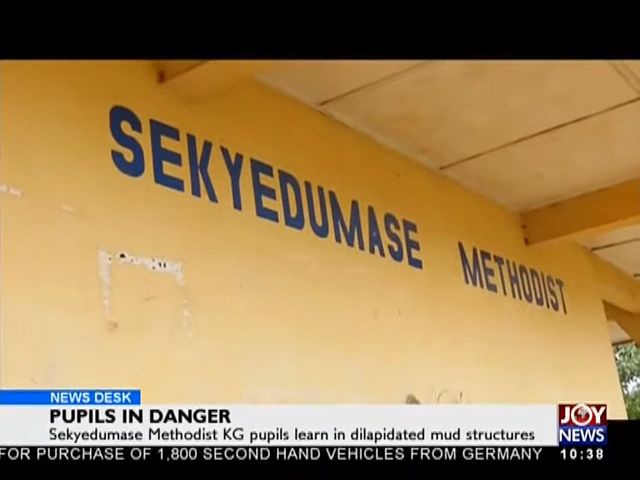 SEKYEDUMASE METHODIST
NEWS DESK
PUPILS IN DANGER
Sekyedumase Methodist KG pupils learn in dilapidated mud structures
JOY
NEWS
FOR PURCHASE OF 1,800 SECOND HAND VEHICLES FROM GERMANY
10:38